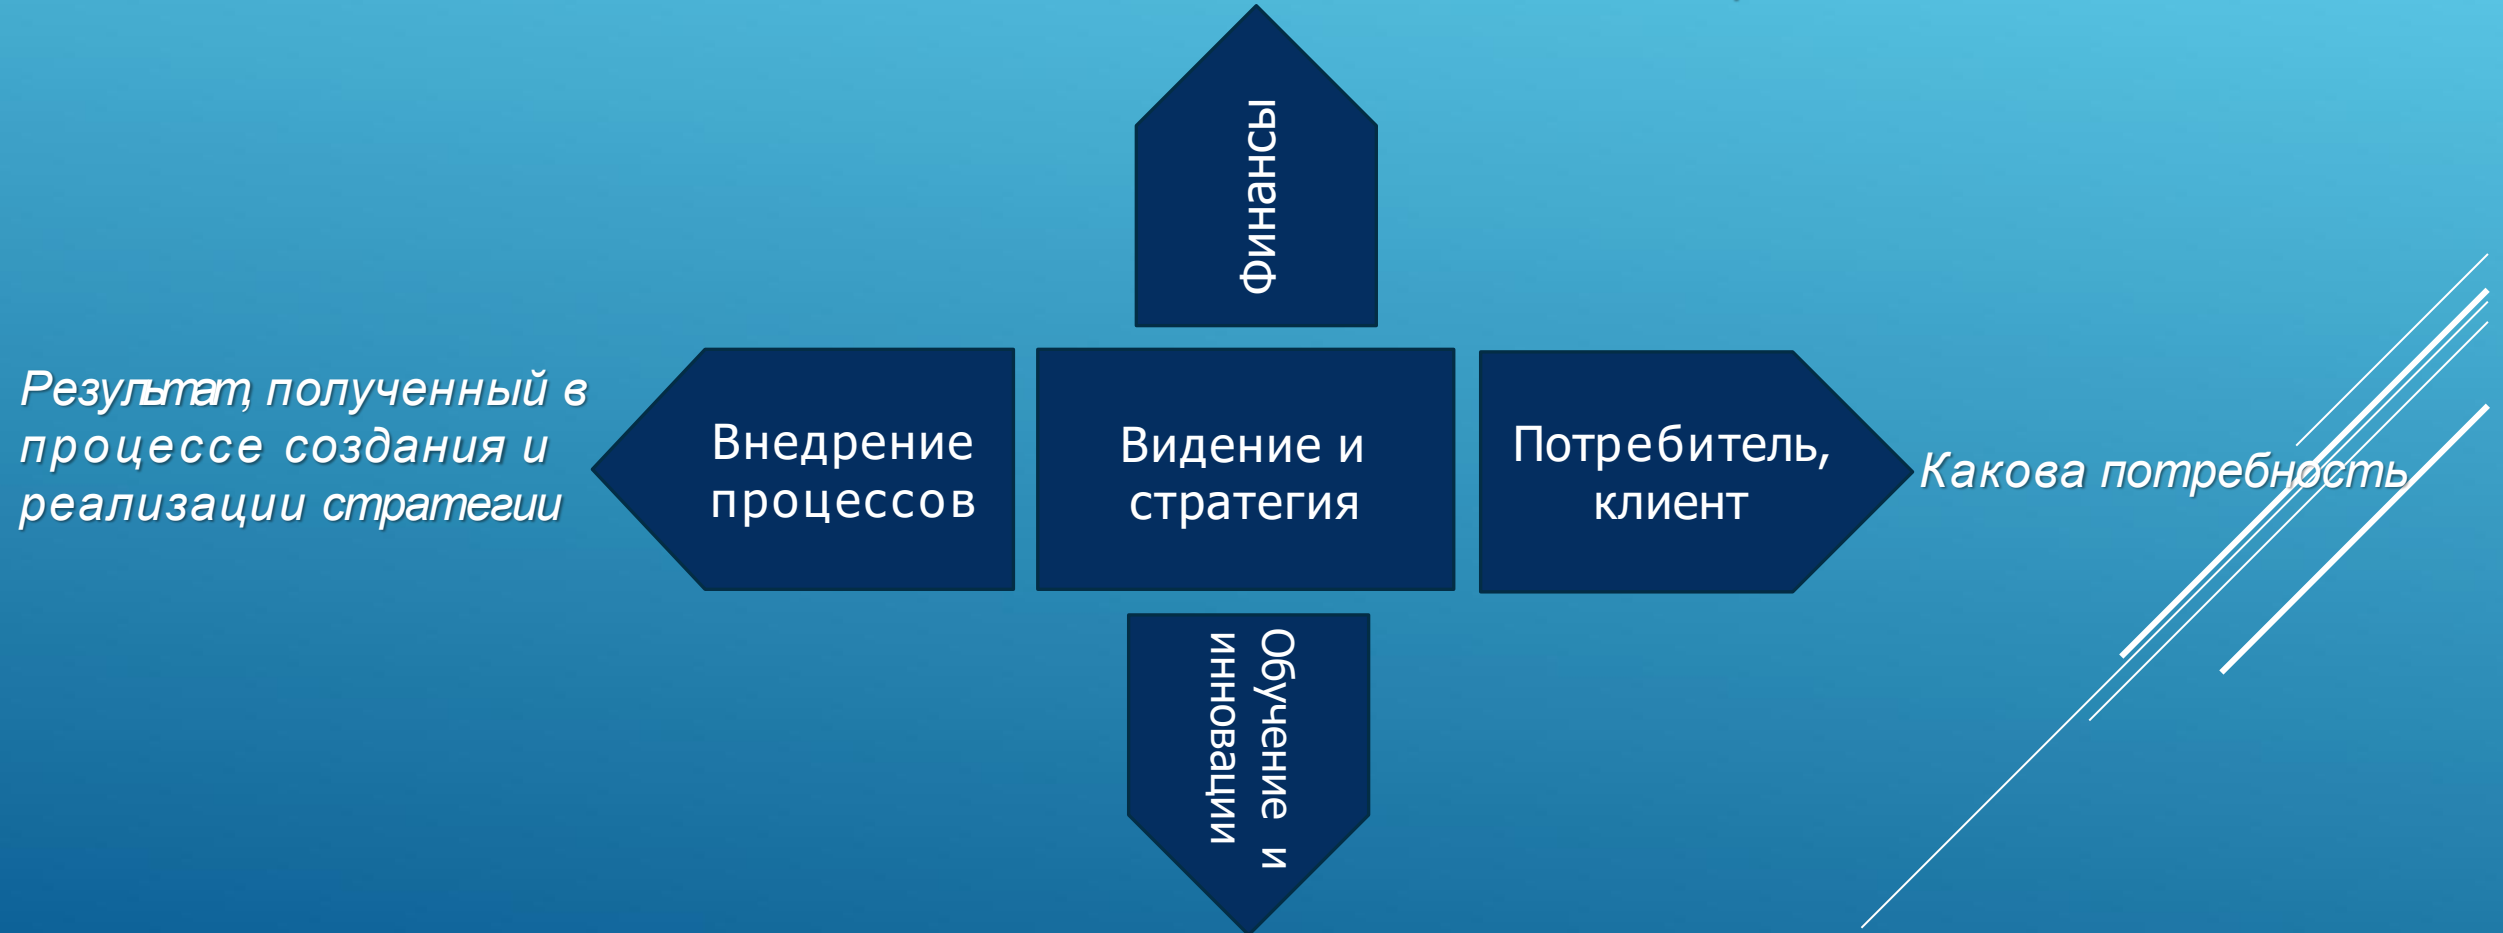 Финансы
Результат, полученный в
процессе создания и
реализации стратегии
Внедрение
процессов
Видение и
стратегия
Потребитель,
клиент
Какова потребность
Обучение и
инновации